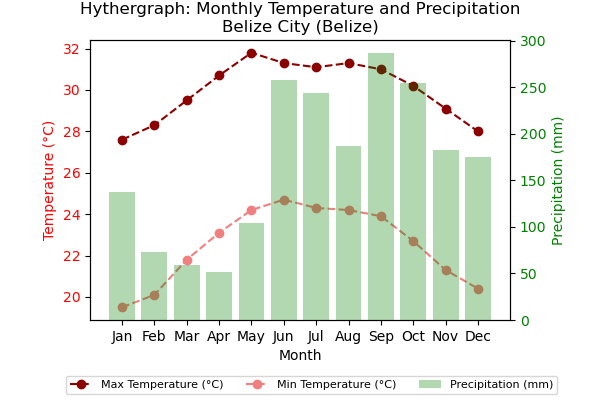 Hythergraph: Monthly Temperature and Precipitation
Belize City (Belize)
Temperature (°C)
32
30
28
26
24
22
20
Precipitation (mm)
300
250
200
150
100
50
0
Jan Feb Mar Apr May Jun Jul Aug Sep Oct Nov Dec
Month
Max Temperature (°C) Min Temperature (°C) Precipitation (mm)